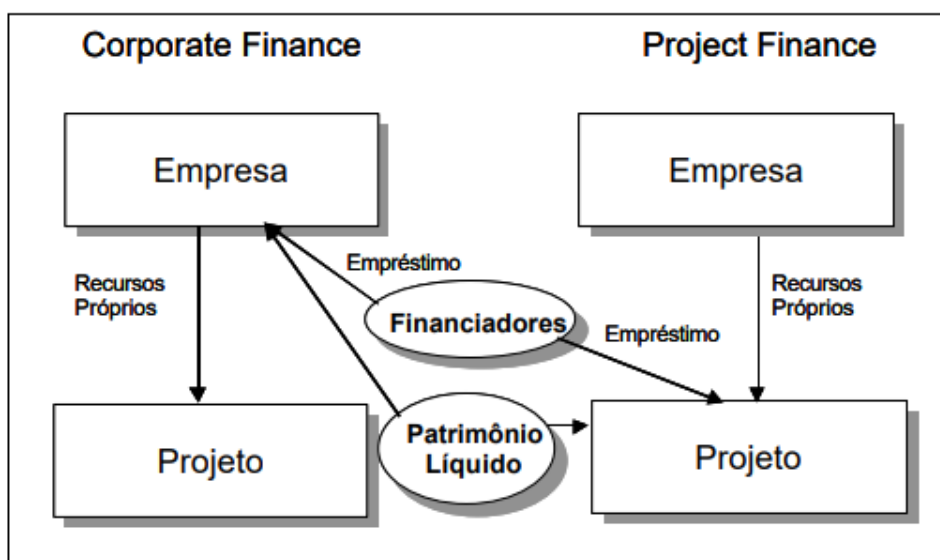 Corporate Finance
Project Finance
Empresa
Empresa
Empréstimo
Recursos
Próprios
Recursos
Próprios
Financiadores
Empréstimo
Projeto
Patrimônio
Líquido
Projeto